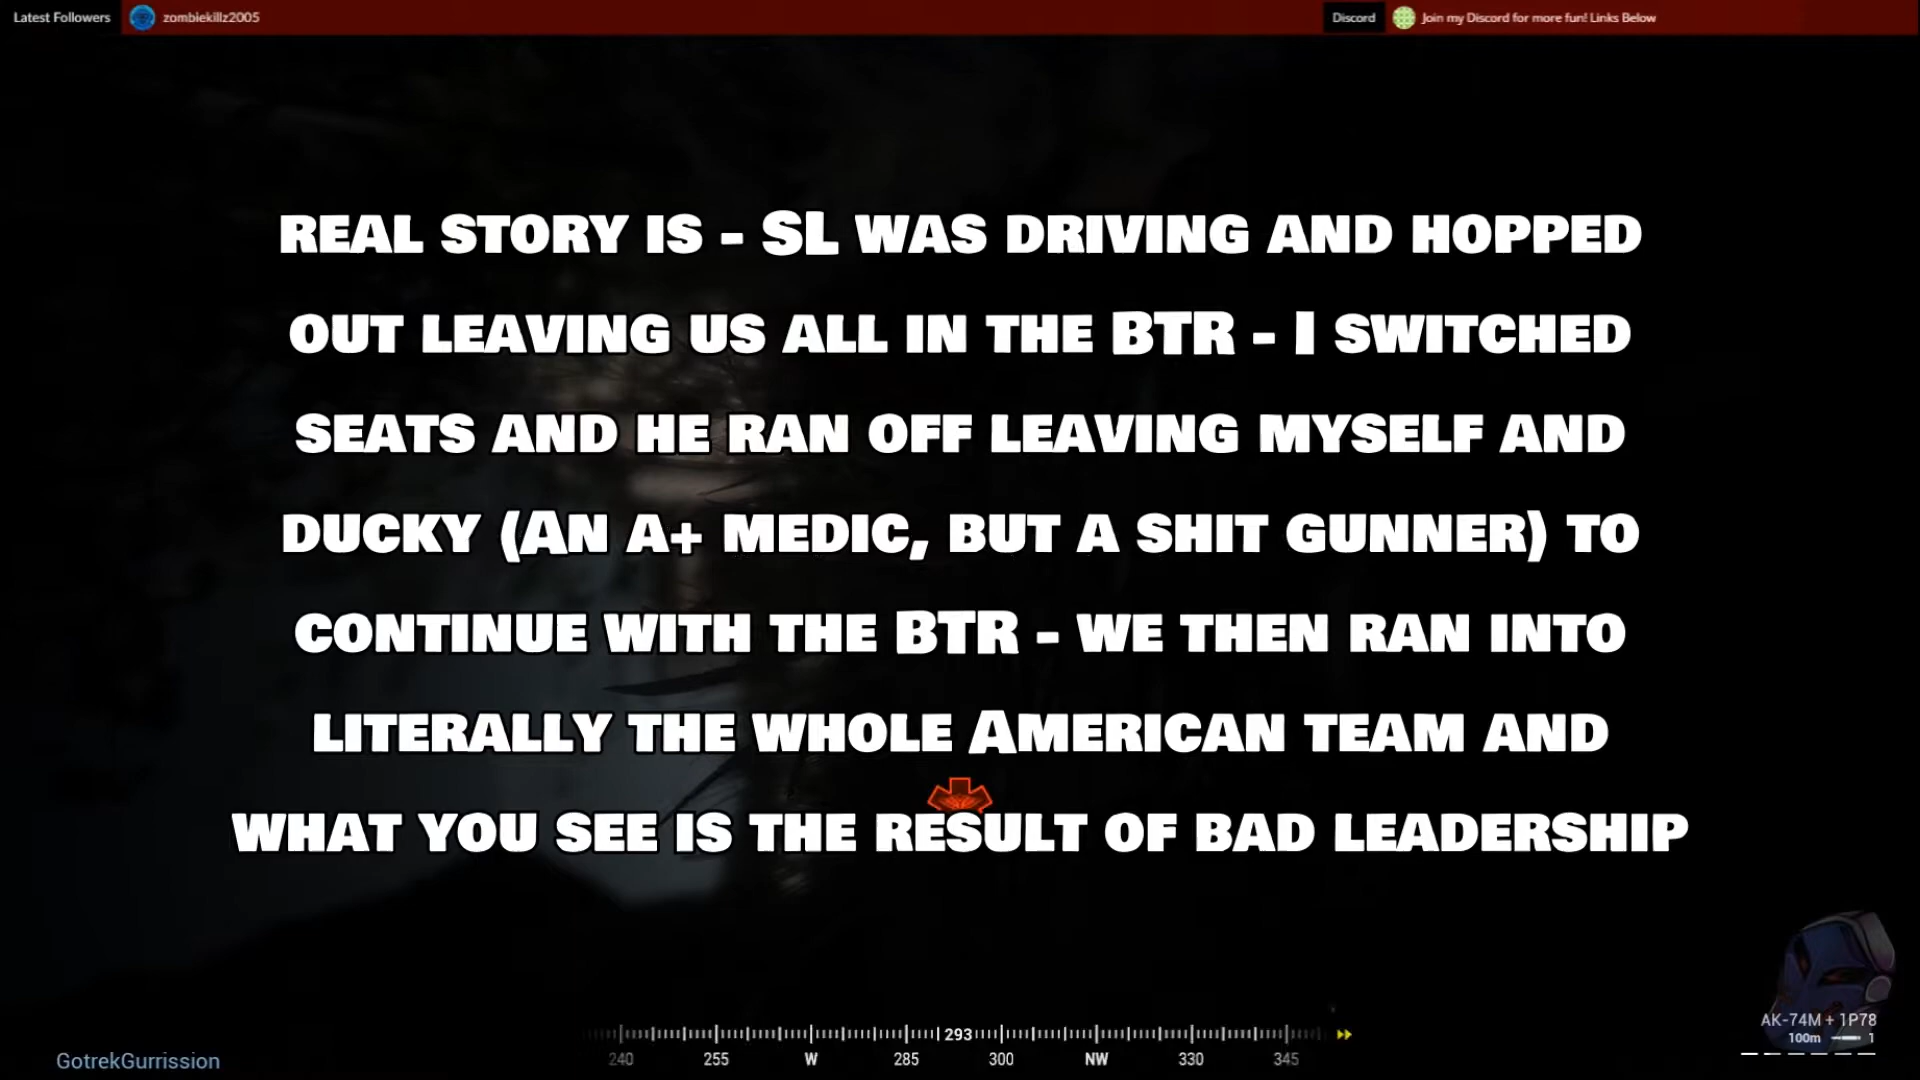 Latest Followers zombiekillz2005 Discord Join my Discord for more fun! Links Below
REAL STORY IS - SL WAS DRIVING AND HOPPED
OUT LEAVING US ALL IN THE BTR - I SWITCHED
SEATS AND HE RAN OFF LEAVING MYSELF AND
DUCKY (AN A+ MEDIC, BUT A SHIT GUNNER) TO
CONTINUE WITH THE BTR - WE THEN RAN INTO
LITERALLY THE WHOLE AMERICAN TEAM AND
WHAT YOU SEE IS THE RESULT OF BAD LEADERSHIP
AK-74M + 1P78
100m 1
293
240 255 W 285 300 NW 330 345
GotrekGurrission